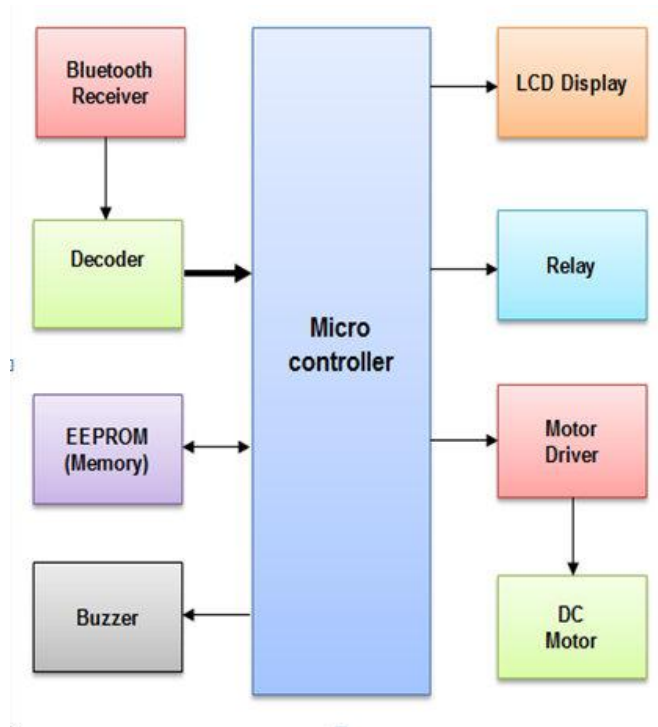 Bluetooth
Receiver
Decoder
EEPROM
(Memory)
Buzzer
Micro
controller
LCD Display
Relay
Motor
Driver
DC
Motor